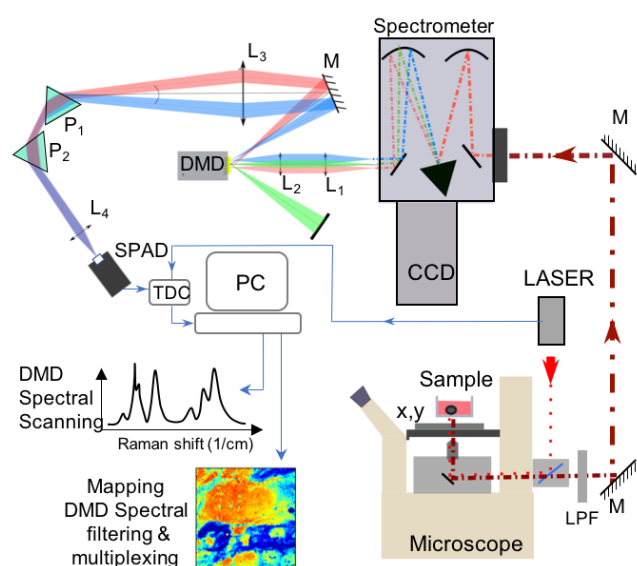 Spectrometer
L3
M
M
P1
P2
DMD
L2
L1
L4
SPAD
CCD
LASER
TDC
PC
DMD
Spectral
Scanning
Raman shift (1/cm)
Sample
x,y
Mapping
DMD Spectral
filtering &
multiplexing
Microscope
LPF
M